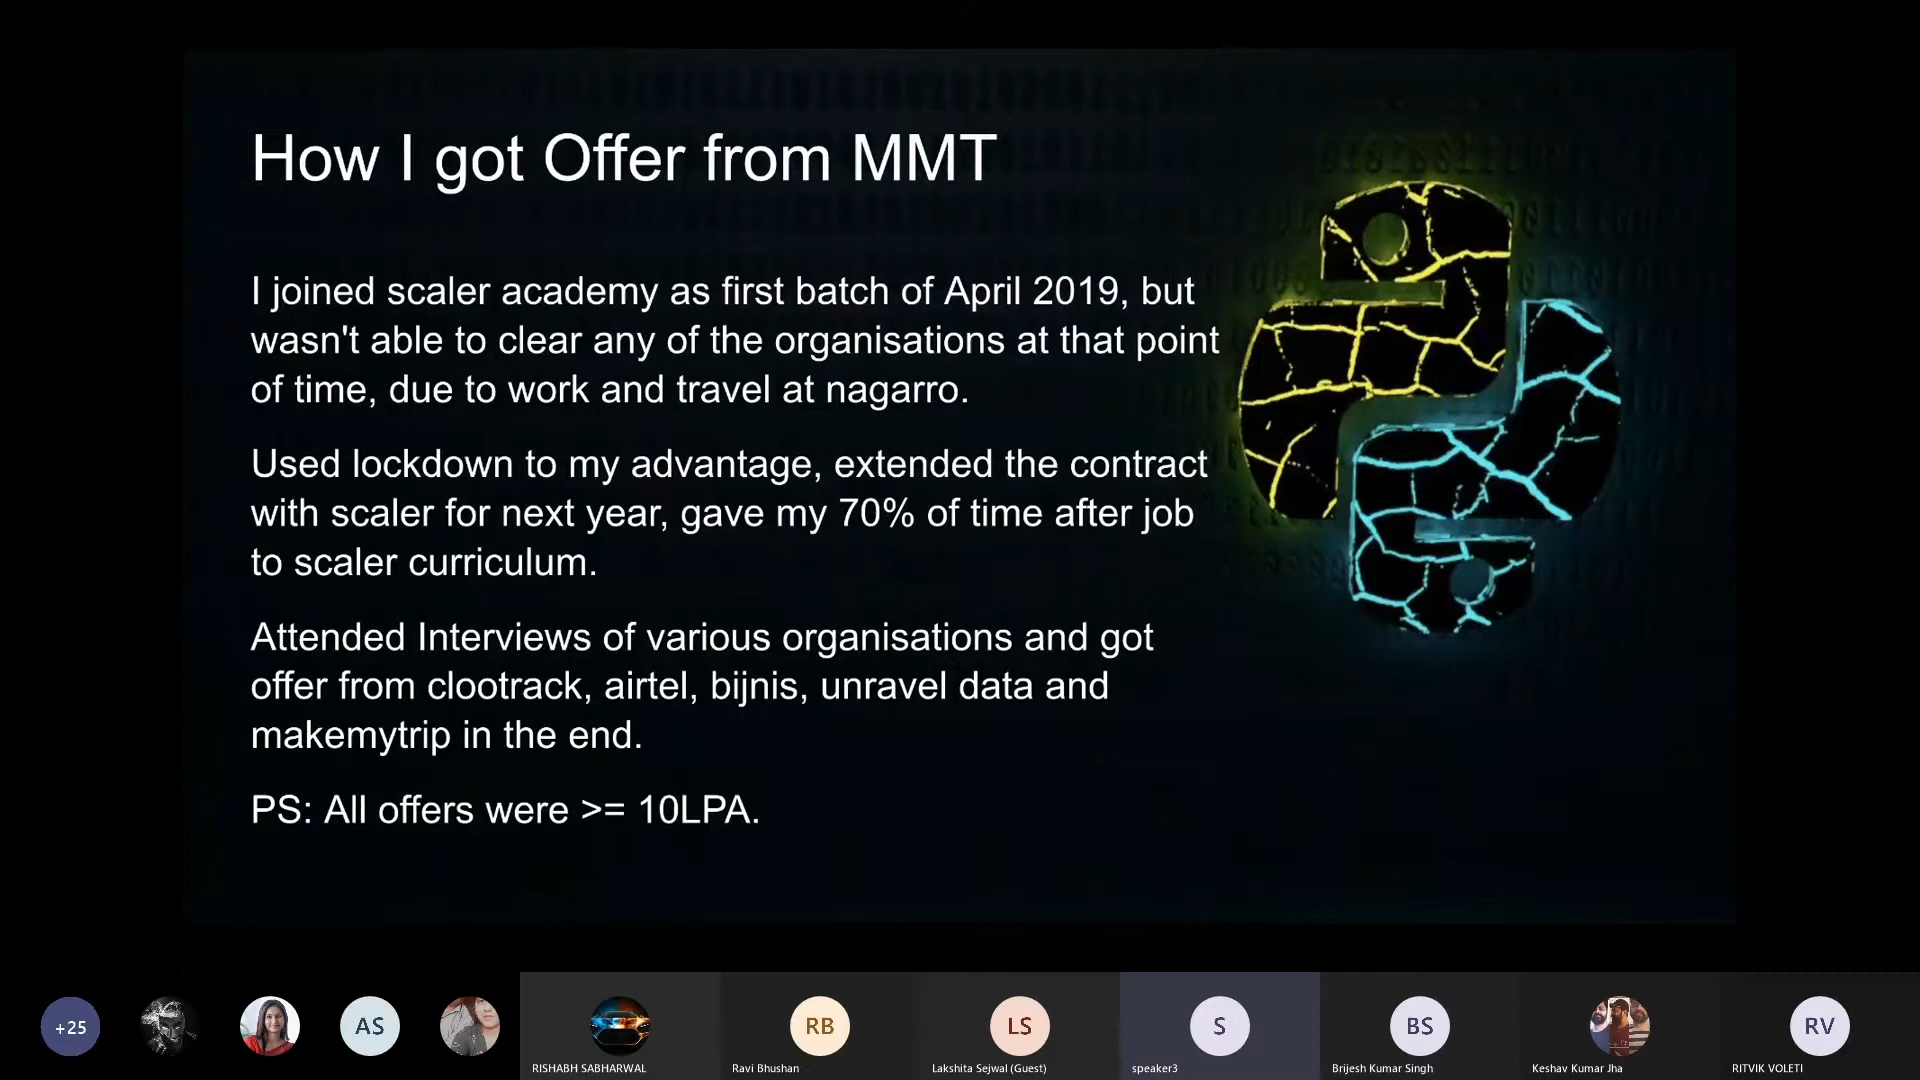 How I got Offer from MMT
I joined scaler academy as first batch of April 2019, but
wasn't able to clear any of the organisations at that point
of time, due to work and travel at nagarro.
Used lockdown to my advantage, extended the contract
with scaler for next year, gave my 70% of time after job
to scaler curriculum.
Attended Interviews of various organisations and got
offer from clootrack, airtel, bijnis, unravel data and
makemytrip in the end.
PS: All offers were >= 10LPA.
+25
AS
RB
LS
S
BS
RV
RISHABH SABHARWAL
Ravi Bhushan
Lakshita Sejwal (Guest)
speaker3
Brijesh Kumar Singh
Keshav Kumar Jha
RITVIK VOLETI